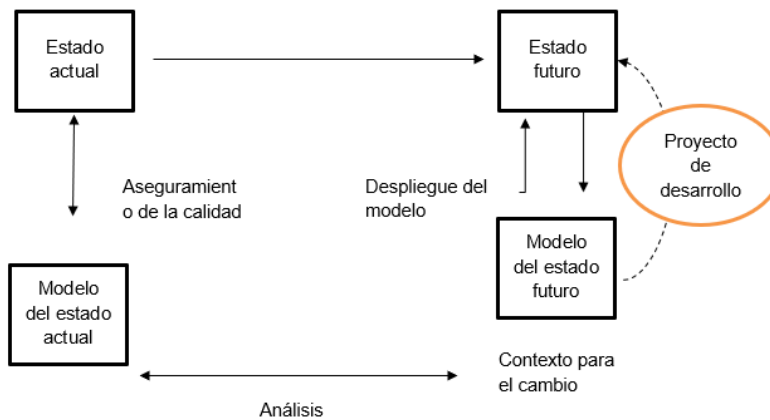 Estado
actual
Estado
futuro
Proyecto
de
desarrollo
Aseguramient
o de la calidad
Despliegue del
modelo
Modelo
del estado
actual
Modelo
del estado
futuro
Contexto para
el cambio
Análisis